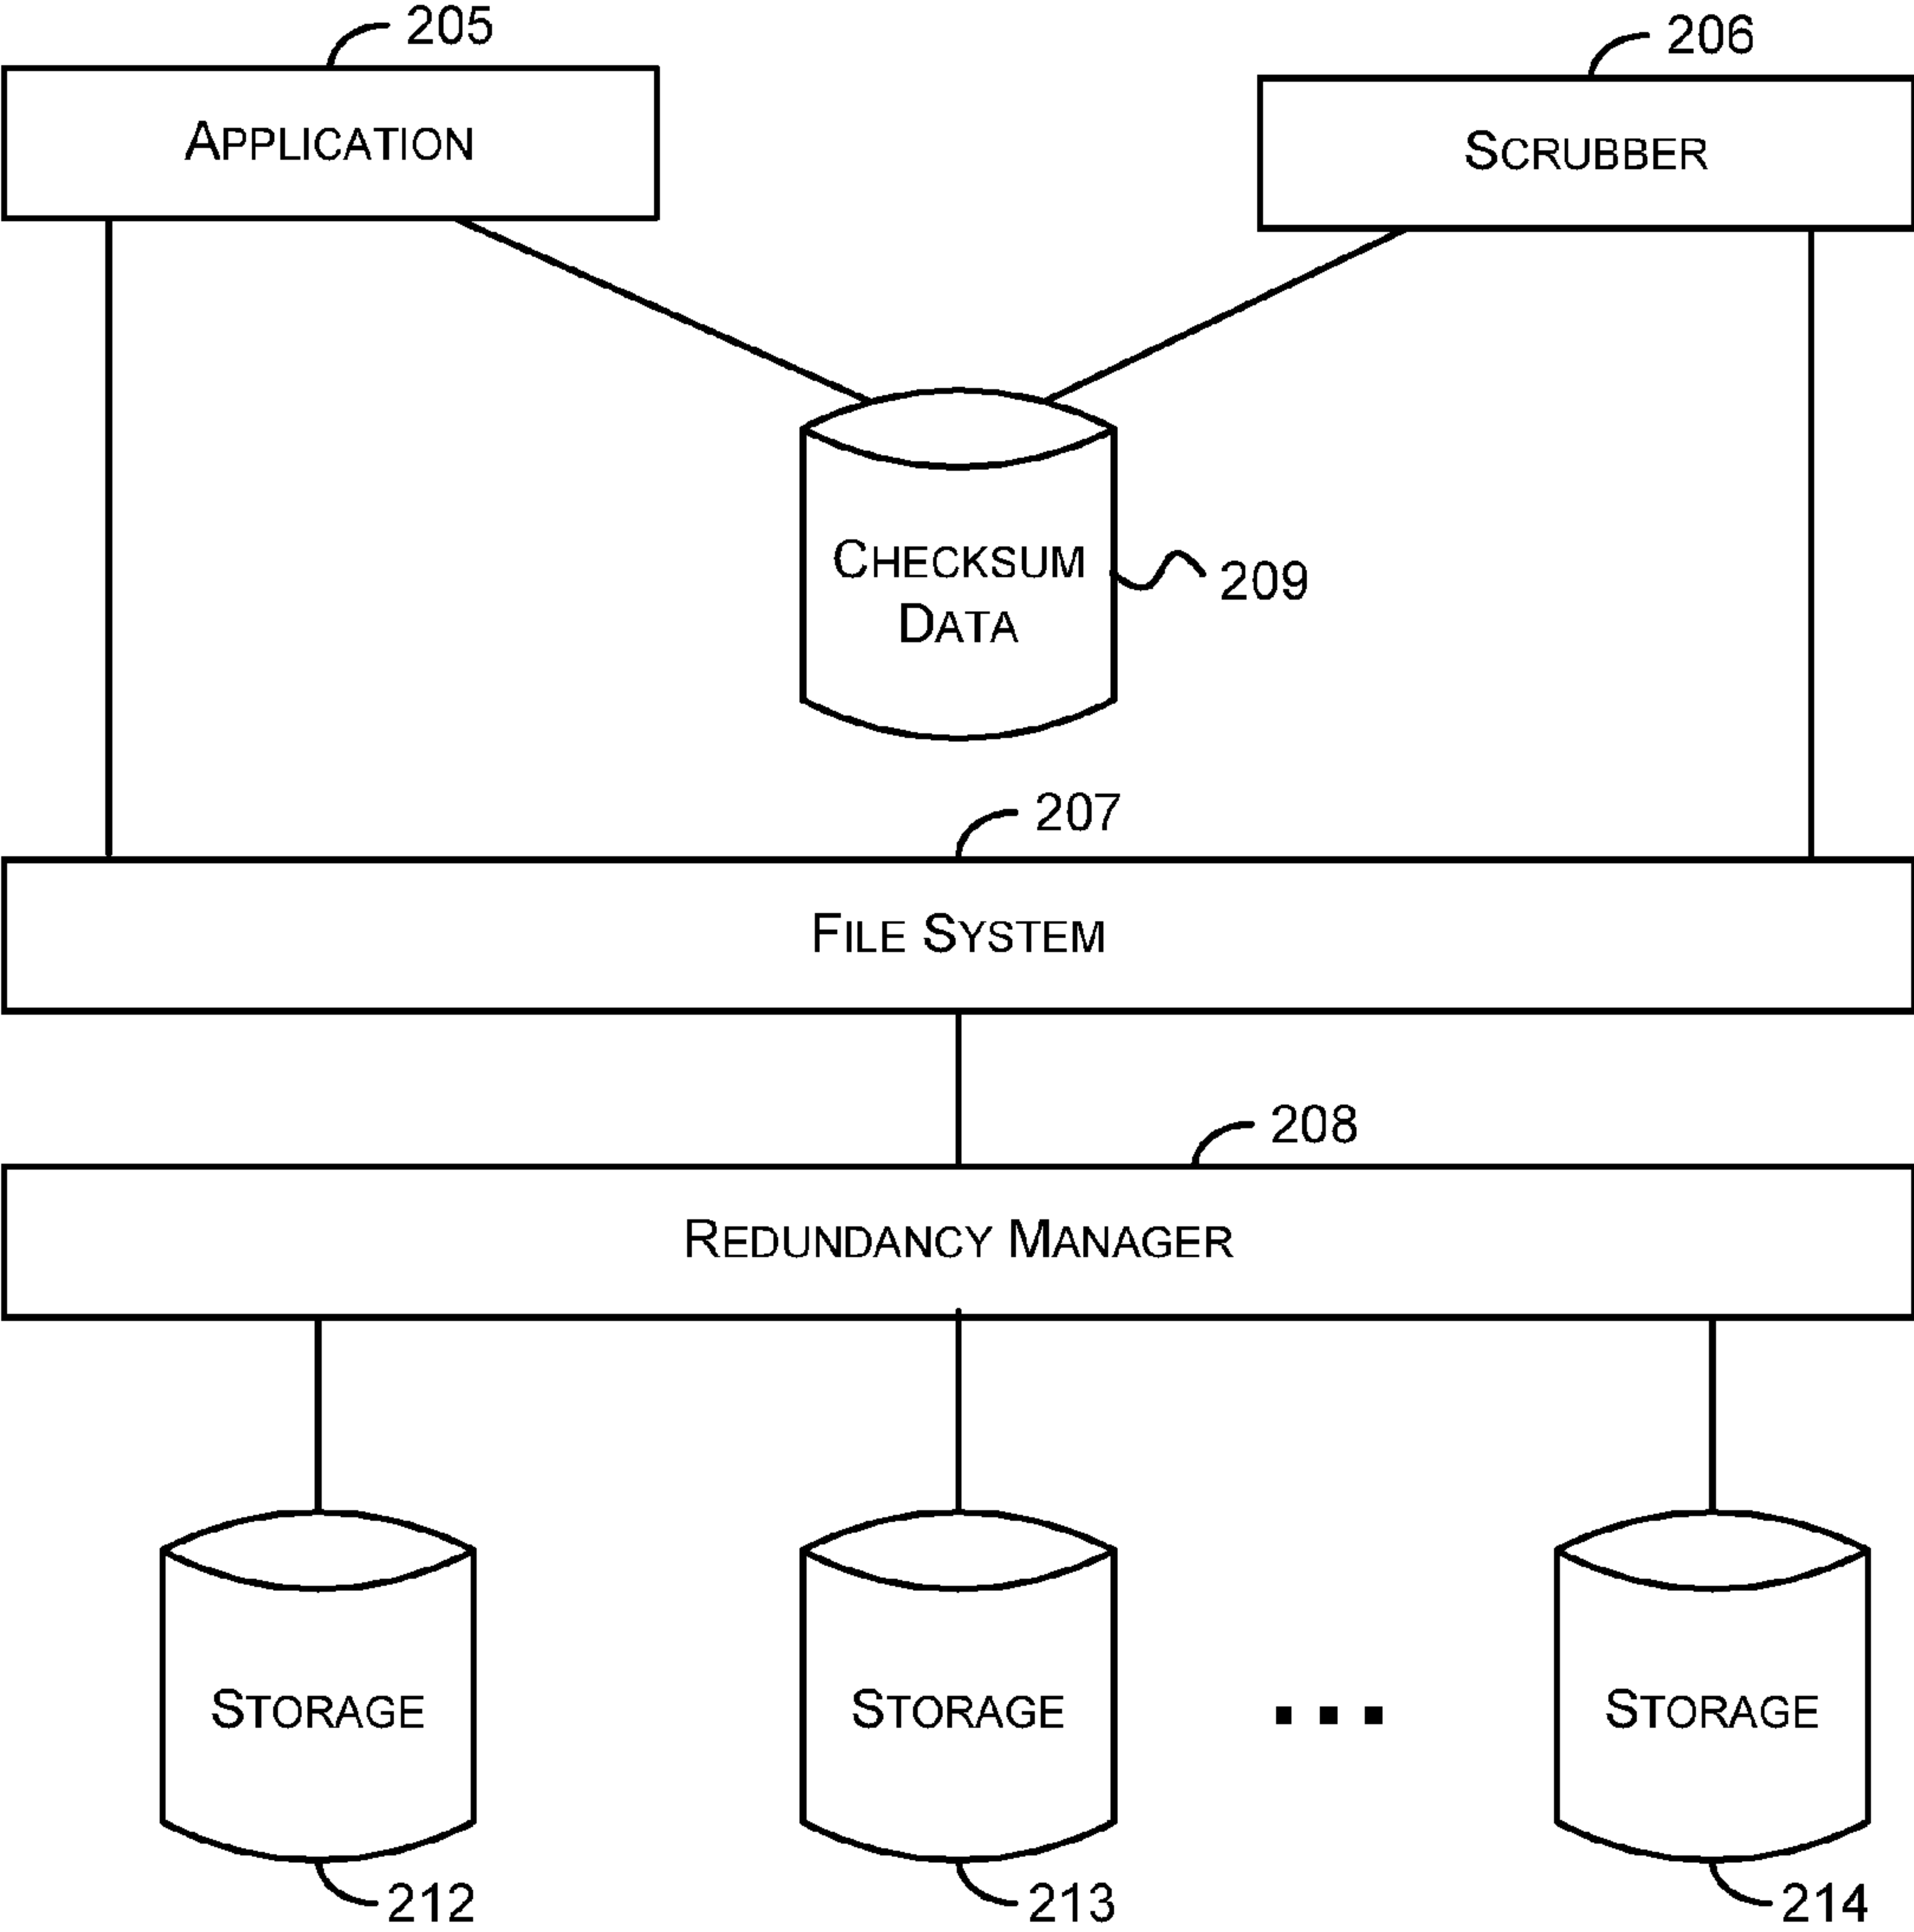 205
206
APPLICATION
SCRUBBER
CHECKSUM
DATA
209
207
FILE SYSTEM
208
REDUNDANCY MANAGER
STORAGE
STORAGE
...
STORAGE
212
213
214